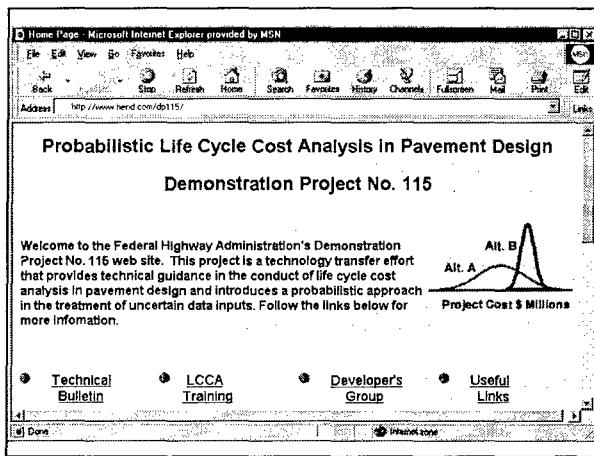 Home Page - Microsoft Internet Explorer provided by MSN
File Edit View Go Favorites Help
msn
Back Stop Refresh Home Search Favorites History Channels Fullscreen Mail Print Edit
Address http://www.hend.com/dp115/ Links
Probabilistic Life Cycle Cost Analysis in Pavement Design
Demonstration Project No. 115
Welcome to the Federal Highway Administration's Demonstration
Project No. 115 web site. This project is a technology transfer effort
that provides technical guidance in the conduct of life cycle cost
analysis in pavement design and introduces a probabilistic approach
in the treatment of uncertain data inputs. Follow the links below for
more infomation.
Alt. B
Alt. A
Project Cost $ Millions
Technical LCCA Developer's Useful
Bulletin Training Group Links
Done Internet zone